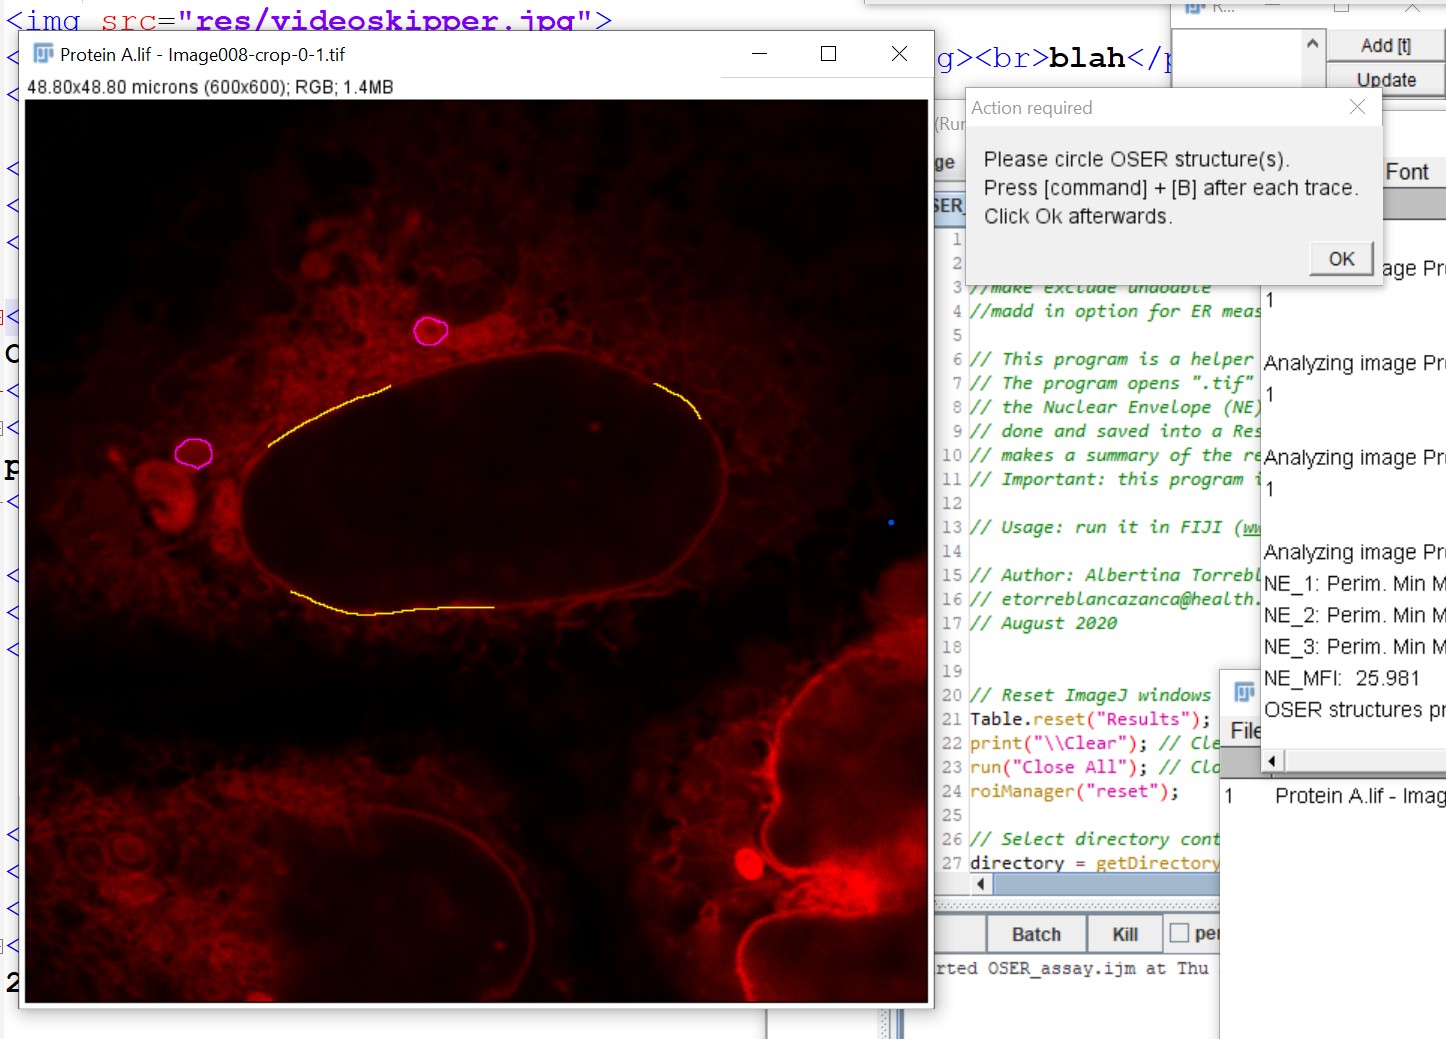 <img src="res/videoskipper.jpg">
g><br>blah</p
R...
Add [t]
Update
Protein A.lif - Image008-crop-0-1.tif
48.80x48.80 microns (600x600); RGB; 1.4MB
Action required
Please circle OSER structure(s).
Press [command] + [B] after each trace.
Click Ok afterwards.
OK
(Run
ge
Font
SER_
1
2
3 //make exclude undoable
4 //madd in option for ER meas
5
6 // This program is a helper
7 // The program opens ".tif"
8 // the Nuclear Envelope (NE)
9 // done and saved into a Res
10 // makes a summary of the re
11 // Important: this program i
12
13 // Usage: run it in FIJI (ww
14
15 // Author: Albertina Torrebl
16 // etorreblancazanca@health.
17 // August 2020
18
19
20 // Reset ImageJ windows
21 Table.reset("Results");
22 print("\\Clear"); // Cle
23 run("Close All"); // Clo
24 roiManager("reset");
25
26 // Select directory cont
27 directory = getDirectory
age Pro
1
Analyzing image Pro
1
Analyzing image Pro
1
Analyzing image Pro
NE_1: Perim. Min M
NE_2: Perim. Min M
NE_3: Perim. Min M
NE_MFI: 25.981
OSER structures pr
File
1 Protein A.lif - Imag
Batch
Kill
per
rted OSER_assay.ijm at Thu